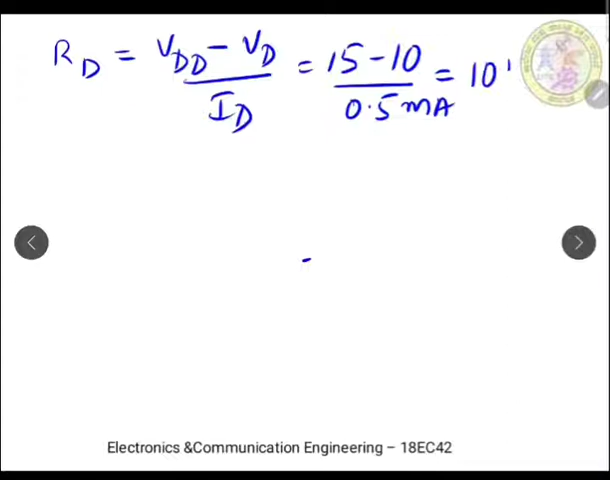 R_D = (V_DD - V_D) / I_D = (15 - 10) / 0.5 mA = 10
Electronics &Communication Engineering – 18EC42